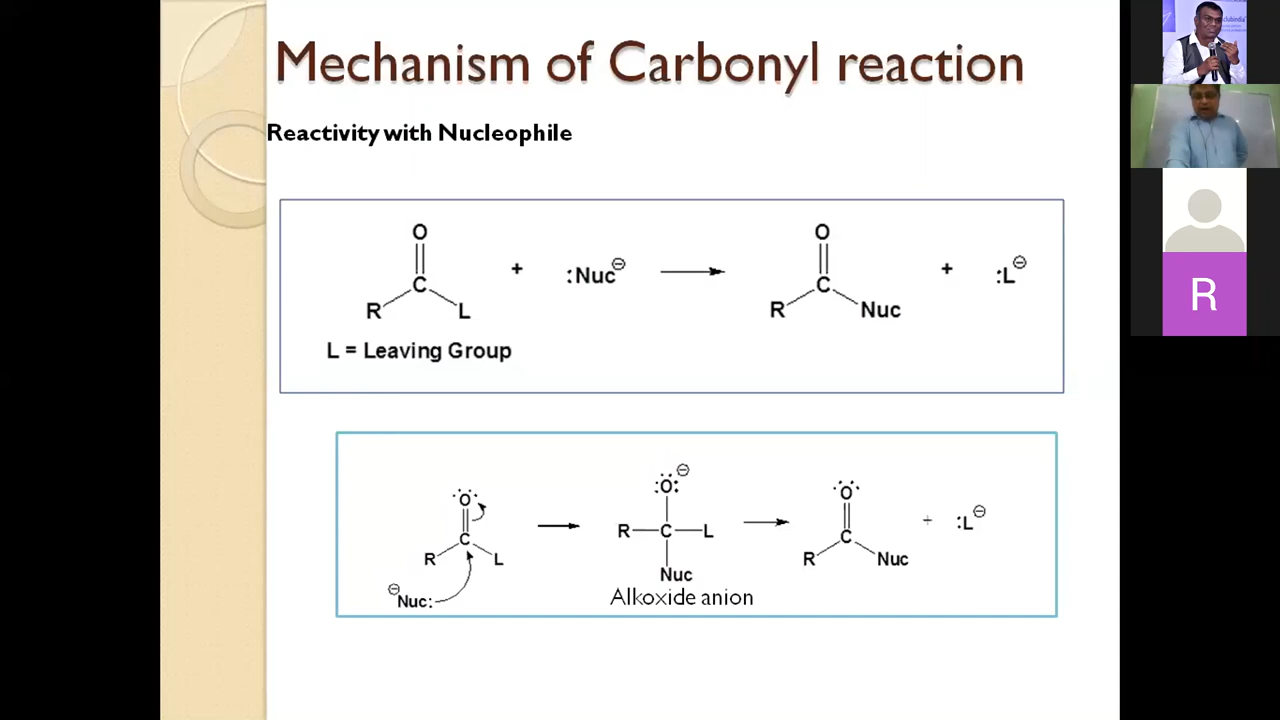 Mechanism of Carbonyl reaction
Reactivity with Nucleophile
O
C
R
L
+
:Nuc⊖
O
C
R
Nuc
+
:L⊖
L = Leaving Group
O
C
R
L
⊖Nuc:
:O:⊖
R—C—L
Nuc
Alkoxide anion
O
C
R
Nuc
+
:L⊖
R